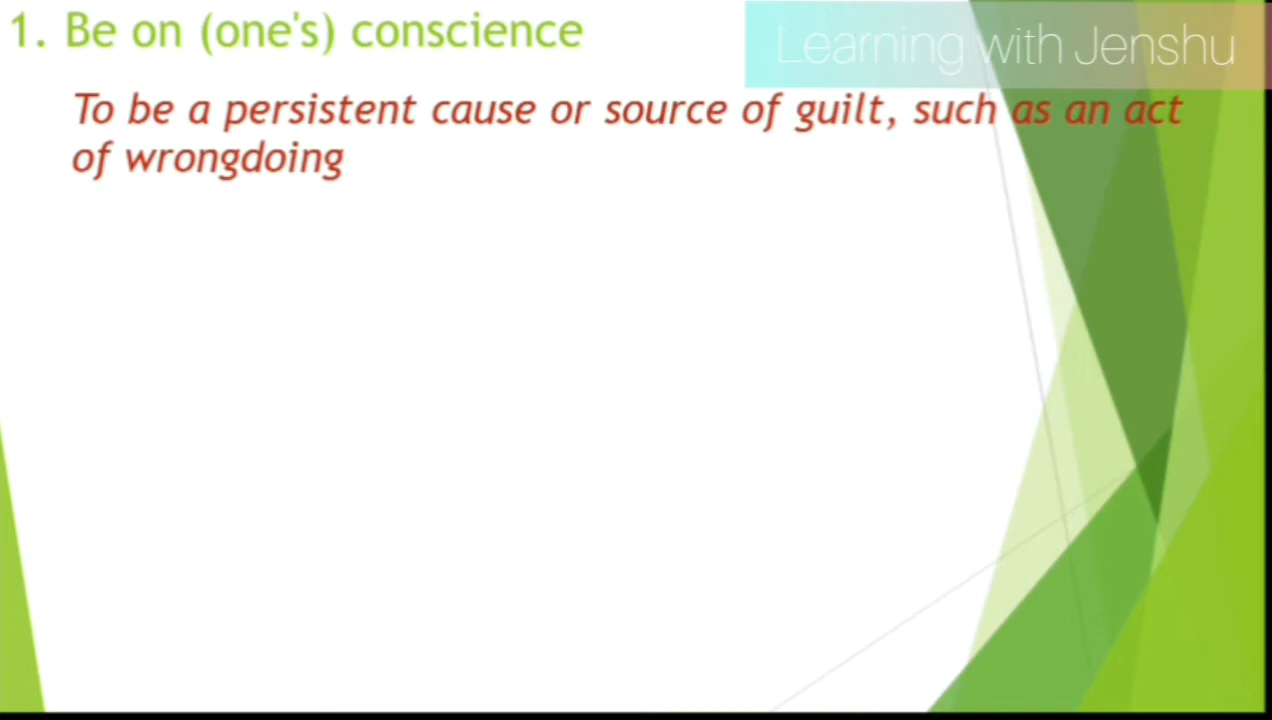 1. Be on (one's) conscience
Learning with Jenshu
To be a persistent cause or source of guilt, such as an act
of wrongdoing